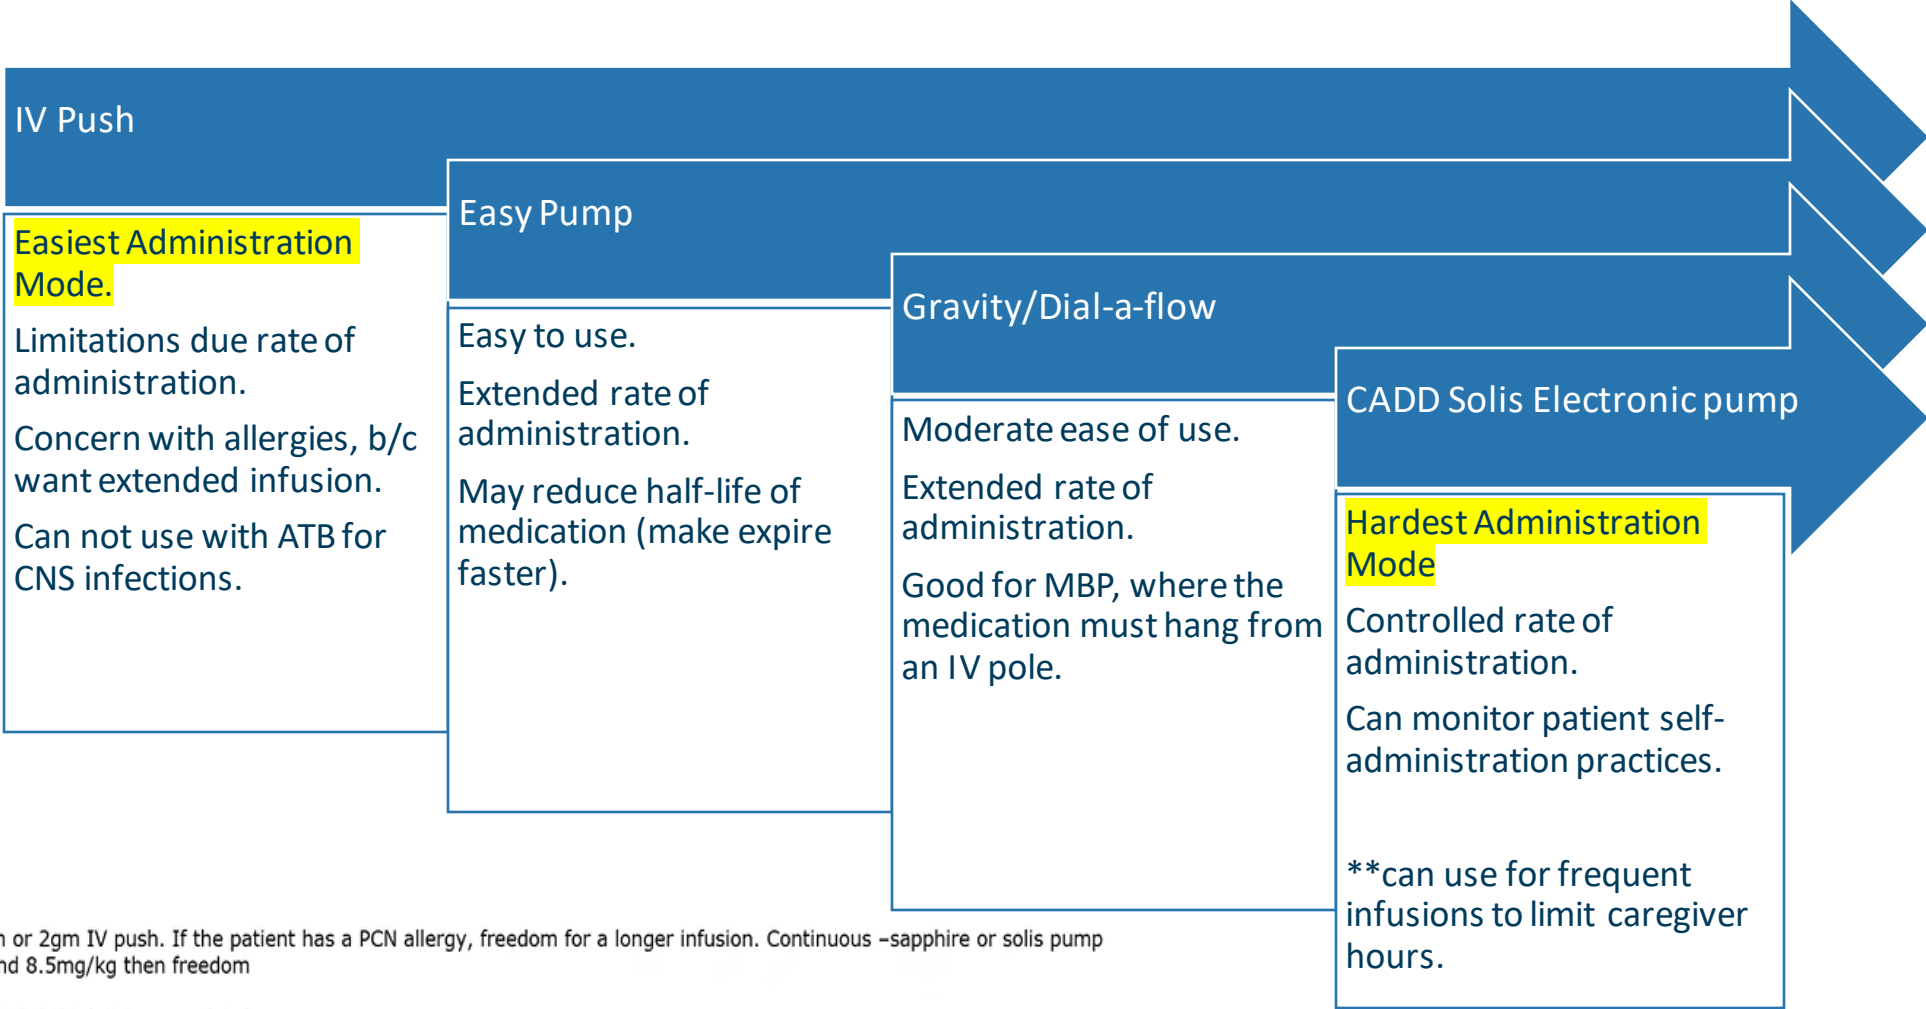 IV Push
Easiest Administration
Mode.
Limitations due rate of
administration.
Concern with allergies, b/c
want extended infusion.
Can not use with ATB for
CNS infections.
Easy Pump
Easy to use.
Extended rate of
administration.
May reduce half-life of
medication (make expire
faster).
Gravity/Dial-a-flow
Moderate ease of use.
Extended rate of
administration.
Good for MBP, where the
medication must hang from
an IV pole.
CADD Solis Electronic pump
Hardest Administration
Mode
Controlled rate of
administration.
Can monitor patient self-
administration practices.
**can use for frequent
infusions to limit caregiver
hours.
or 2gm IV push. If the patient has a PCN allergy, freedom for a longer infusion. Continuous –sapphire or solis pump
8.5mg/kg then freedom